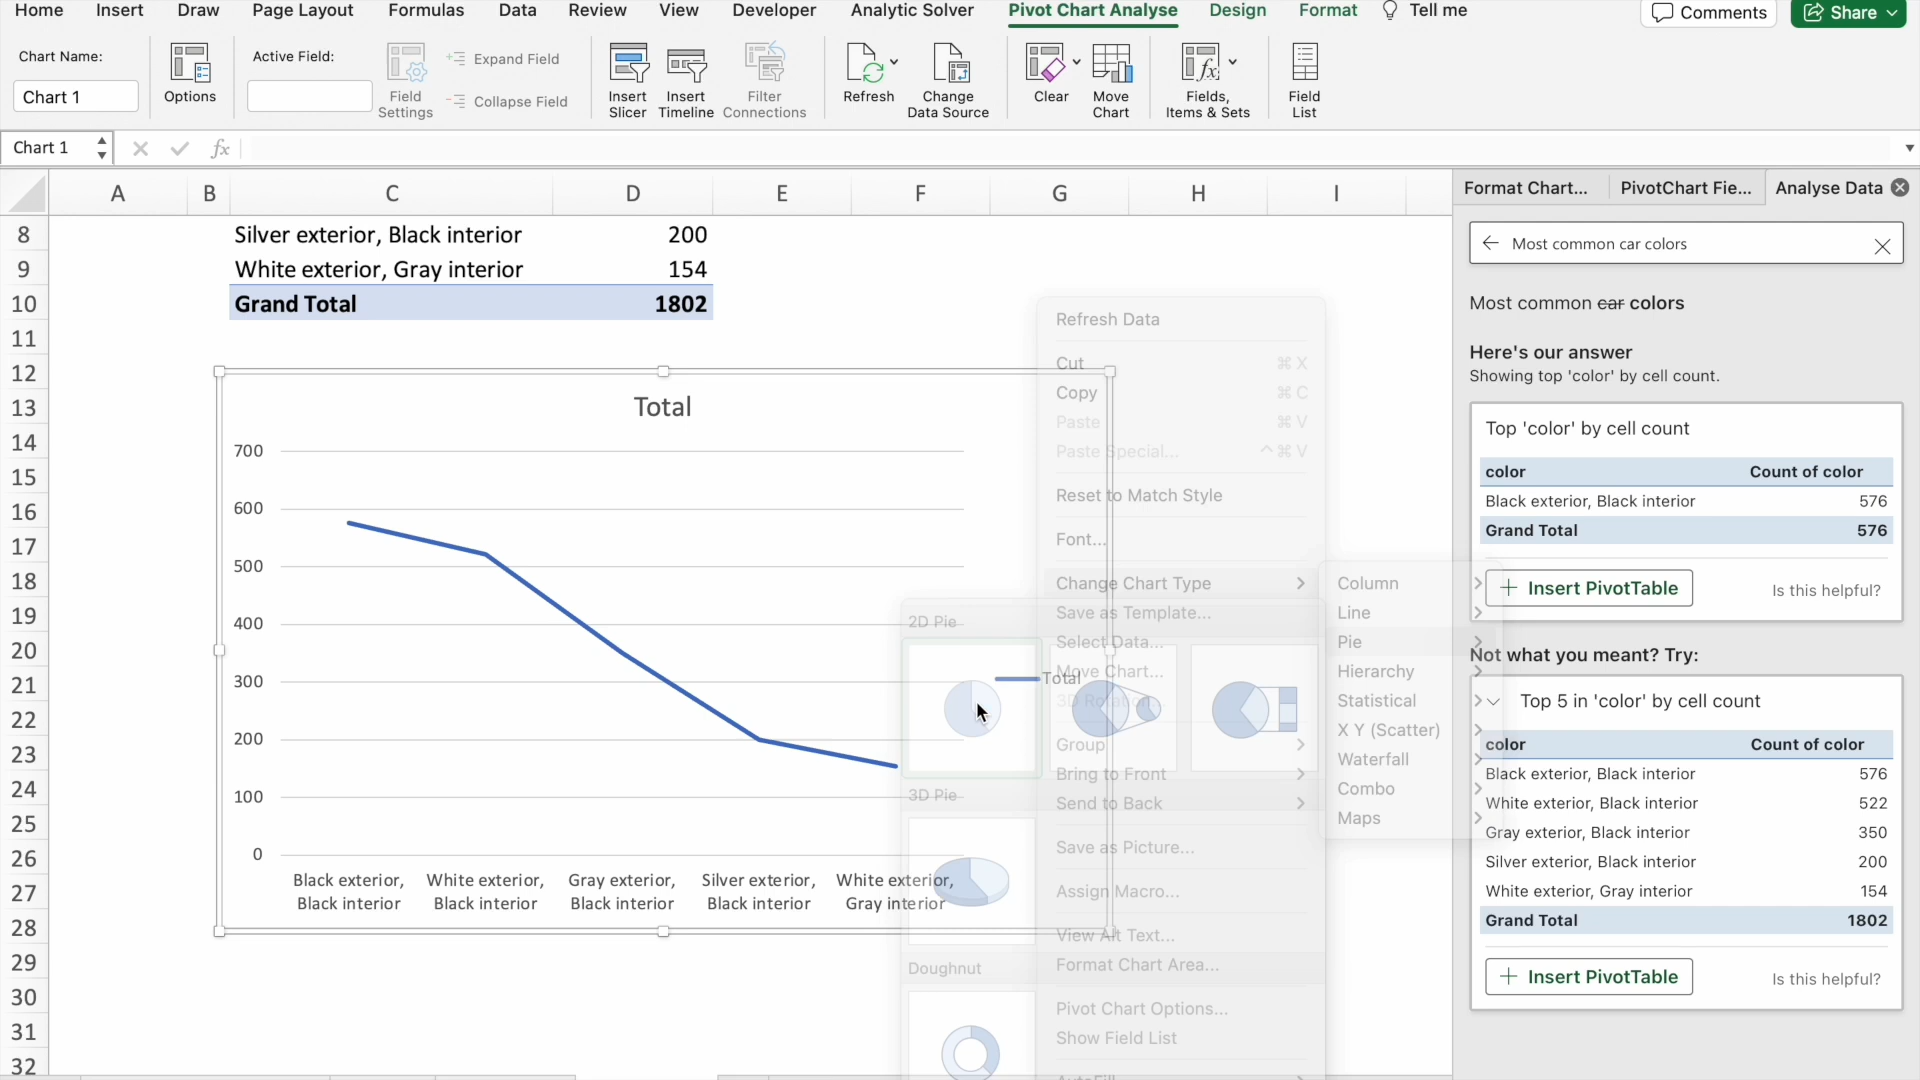 Home Insert Draw Page Layout Formulas Data Review View Developer Analytic Solver Pivot Chart Analyse Design Format Tell me Comments Share
Chart Name:
Chart 1
Options
Active Field:
Field Settings
Expand Field
Collapse Field
Insert Slicer
Insert Timeline
Filter Connections
Refresh
Change Data Source
Clear
Move Chart
Fields, Items & Sets
Field List
Chart 1 fx
A B C D E F G H I
8 Silver exterior, Black interior 200
9 White exterior, Gray interior 154
10 Grand Total 1802
11
12
13
14
15
16
17
18
19
20
21
22
23
24
25
26
27
28
29
30
31
32
Total
700
600
500
400
300
200
100
0
Black exterior, Black interior
White exterior, Black interior
Gray exterior, Black interior
Silver exterior, Black interior
White exterior, Gray interior
Total
Refresh Data
Cut ⌘ X
Copy ⌘ C
Paste ⌘ V
Paste Special... ^ ⌘ V
Reset to Match Style
Font...
Change Chart Type
Save as Template...
Select Data...
Move Chart...
3D Rotation...
Group
Bring to Front
Send to Back
Save as Picture...
Assign Macro...
View Alt Text...
Format Chart Area...
Pivot Chart Options...
Show Field List
AutoFill
Column
Line
Pie
Hierarchy
Statistical
X Y (Scatter)
Waterfall
Combo
Maps
2D Pie
3D Pie
Doughnut
Format Chart... PivotChart Fie... Analyse Data
Most common car colors
Most common car colors
Here's our answer
Showing top 'color' by cell count.
Top 'color' by cell count
color Count of color
Black exterior, Black interior 576
Grand Total 576
+ Insert PivotTable Is this helpful?
Not what you meant? Try:
Top 5 in 'color' by cell count
color Count of color
Black exterior, Black interior 576
White exterior, Black interior 522
Gray exterior, Black interior 350
Silver exterior, Black interior 200
White exterior, Gray interior 154
Grand Total 1802
+ Insert PivotTable Is this helpful?